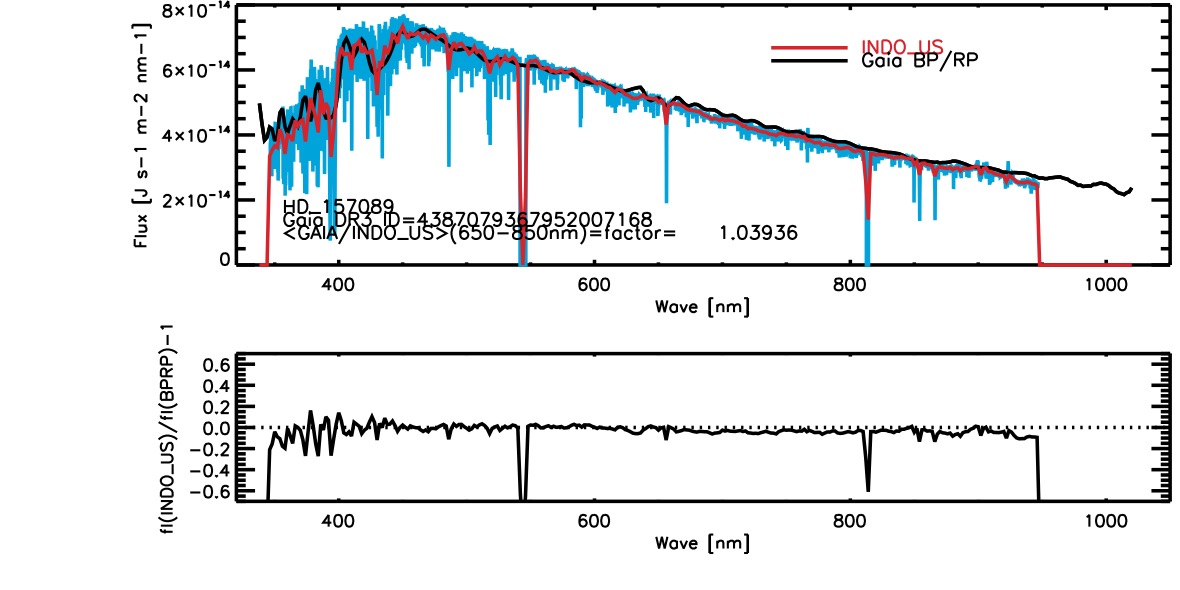 8×10−14
6×10−14
4×10−14
2×10−14
0
Flux [J s−1 m−2 nm−1]
INDO_US
Gaia BP/RP
HD_157089
Gaia DR3 ID=4387079367952007168
<GAIA/INDO_US>(650−850nm)=factor= 1.03936
400 600 800 1000
Wave [nm]
fl(INDO_US)/fl(BPRP)−1
0.6
0.4
0.2
0.0
−0.2
−0.4
−0.6
400 600 800 1000
Wave [nm]